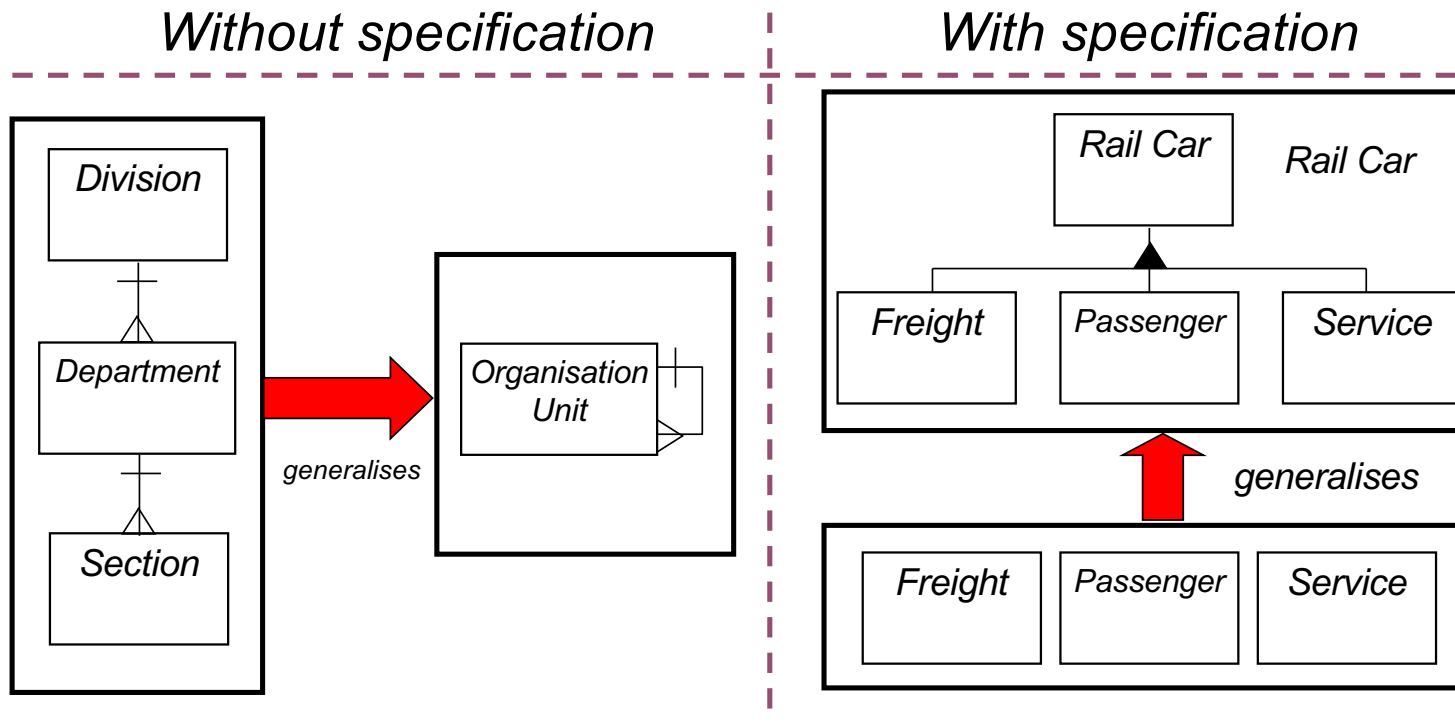 Without specification
Division
Department
Section
generalises
Organisation
Unit
With specification
Rail Car
Rail Car
Freight
Passenger
Service
generalises
Freight
Passenger
Service